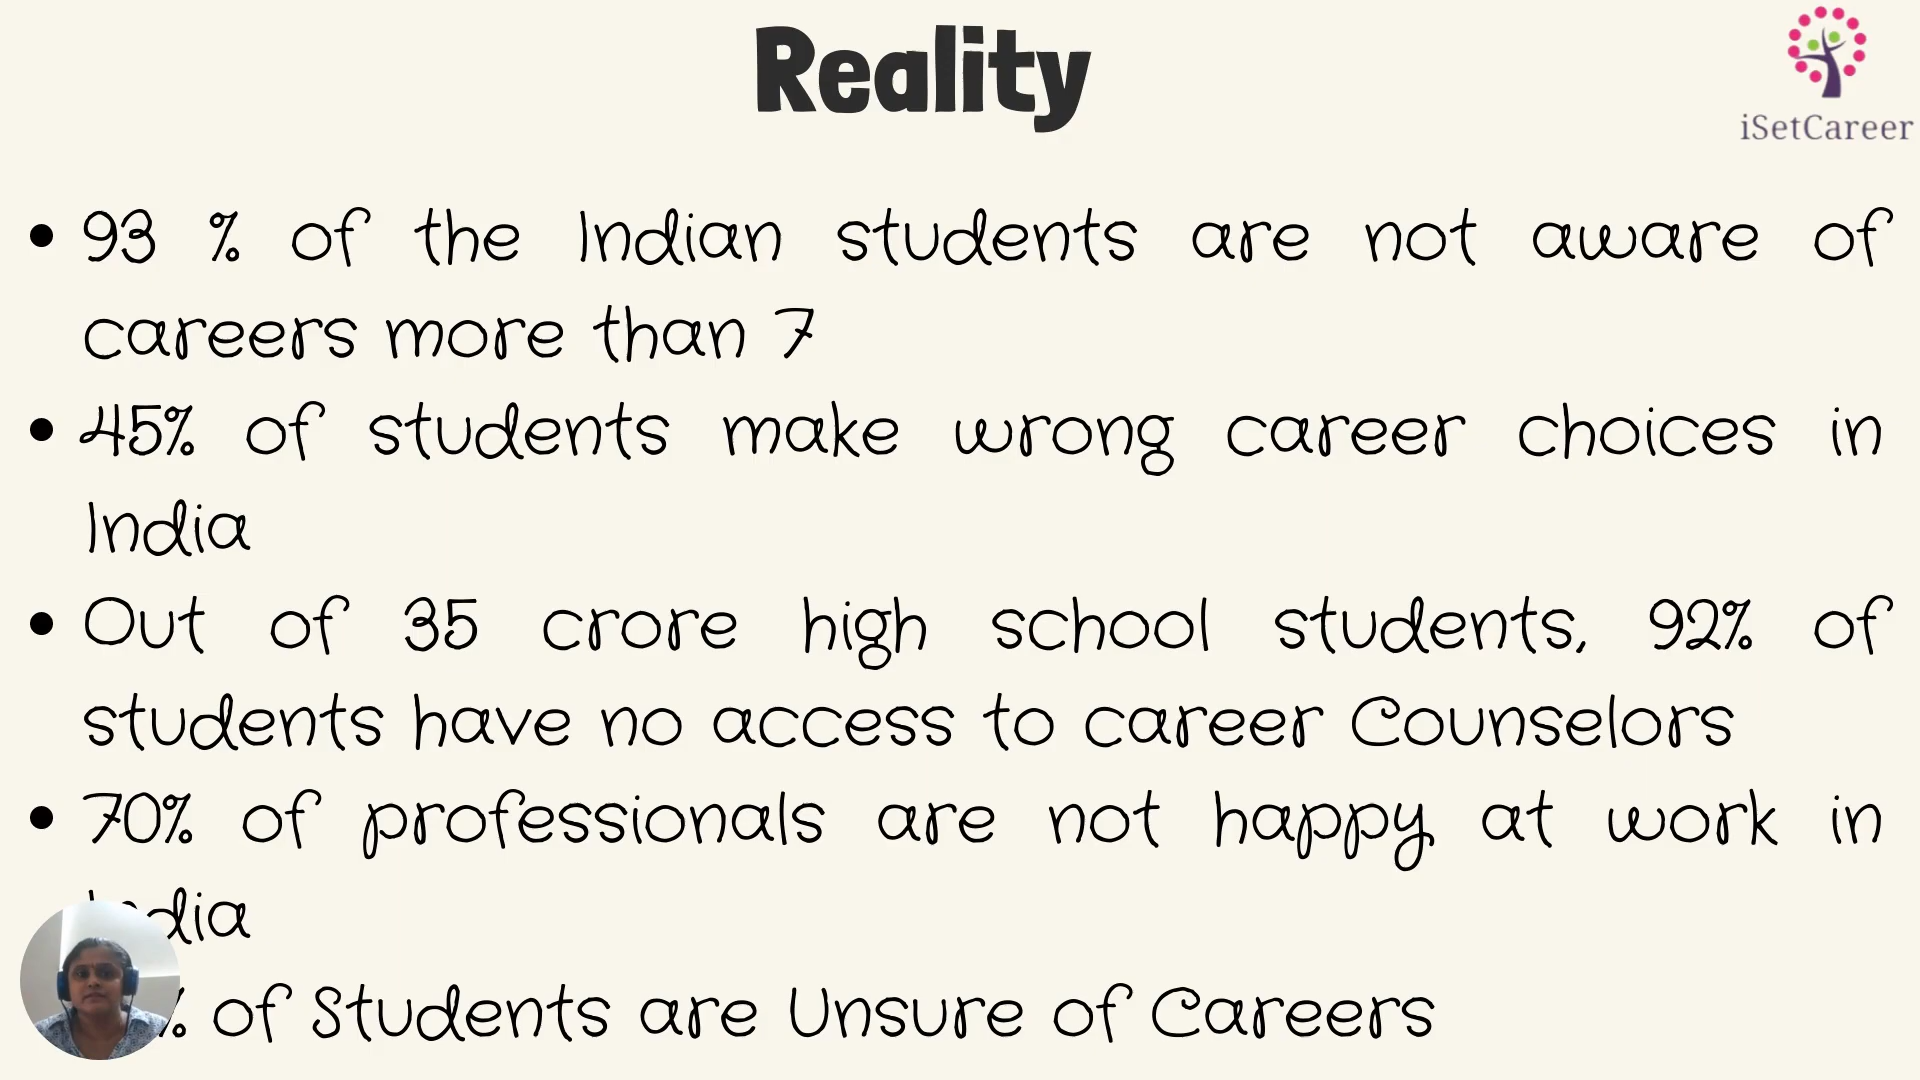 Reality
iSetCareer
• 93 % of the Indian students are not aware of
careers more than 7
• 45% of students make wrong career choices in
India
• Out of 35 crore high school students, 92% of
students have no access to career Counselors
• 70% of professionals are not happy at work in
% of Students are Unsure of Careers